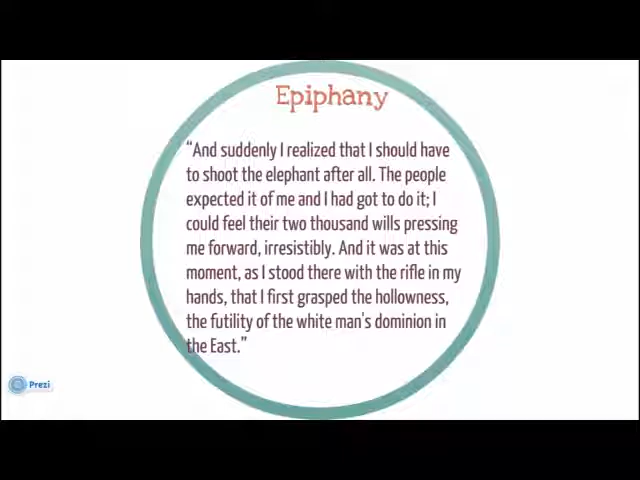 Epiphany
“And suddenly I realized that I should have
to shoot the elephant after all. The people
expected it of me and I had got to do it; I
could feel their two thousand wills pressing
me forward, irresistibly. And it was at this
moment, as I stood there with the rifle in my
hands, that I first grasped the hollowness,
the futility of the white man's dominion in
the East.”
Prezi